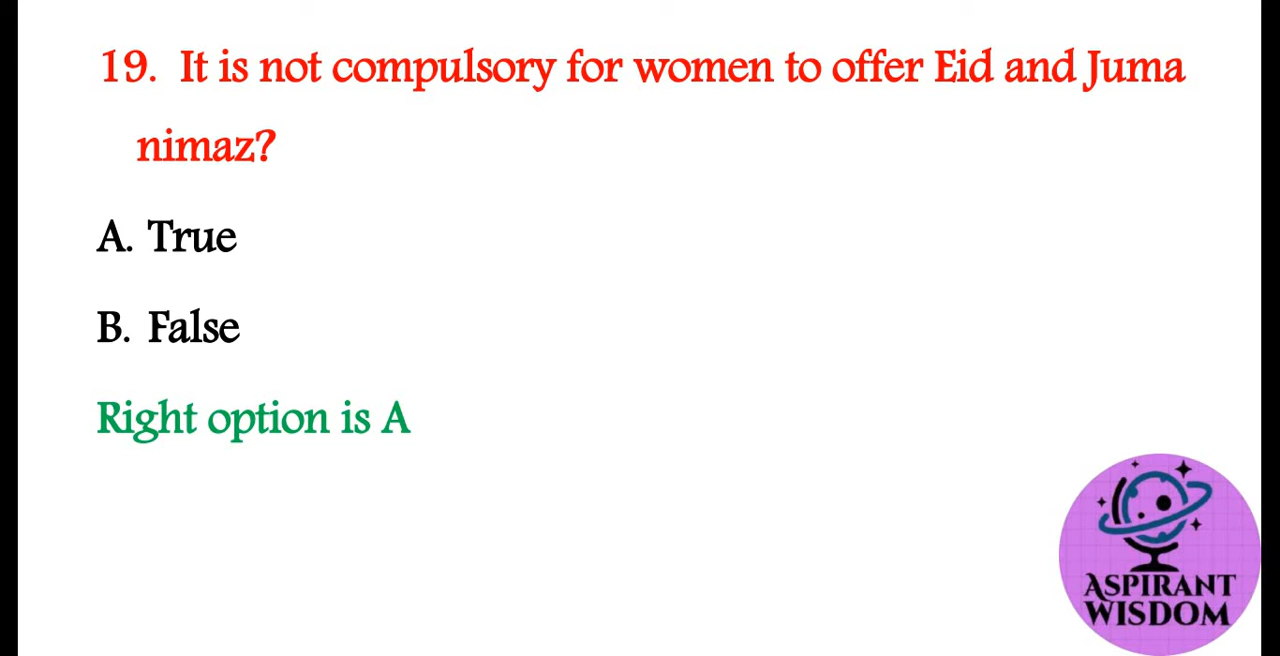 19. It is not compulsory for women to offer Eid and Juma
nimaz?
A. True
B. False
Right option is A
ASPIRANT
WISDOM